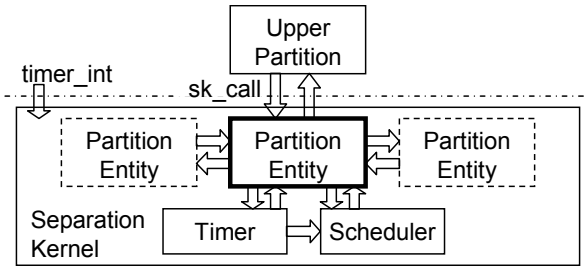 Upper
Partition
timer_int
sk_call
Partition
Entity
Partition
Entity
Partition
Entity
Separation
Kernel
Timer
Scheduler